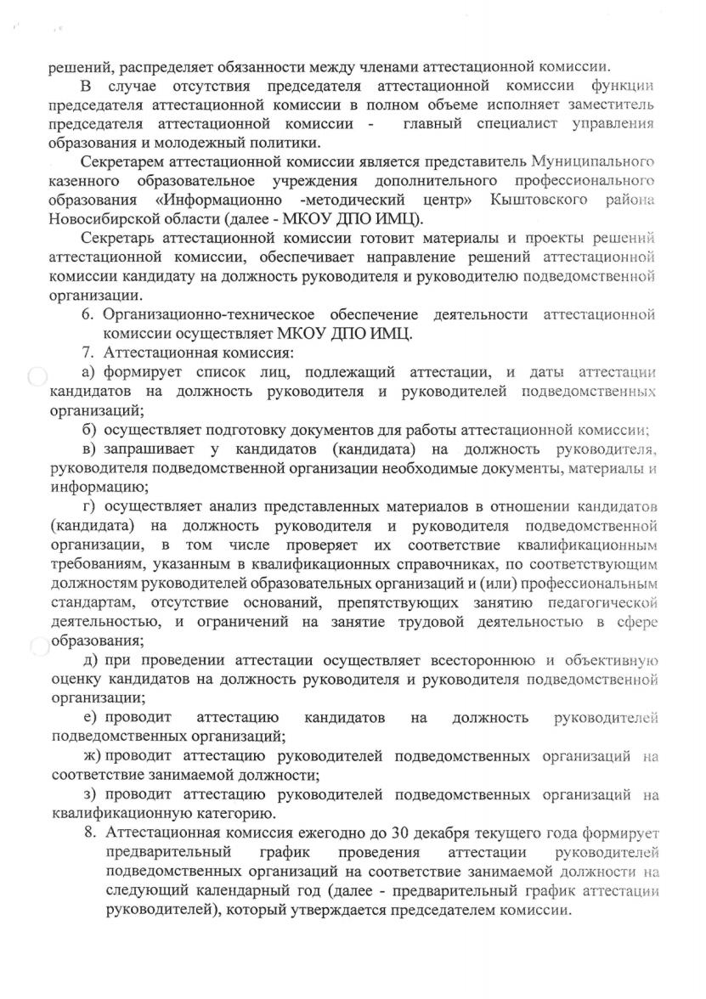 решений, распределяет обязанности между членами аттестационной комиссии.
В случае отсутствия председателя аттестационной комиссии функции
председателя аттестационной комиссии в полном объеме исполняет заместитель
председателя аттестационной комиссии - главный специалист управления
образования и молодежный политики.
Секретарем аттестационной комиссии является представитель Муниципального
казенного образовательное учреждения дополнительного профессионального
образования «Информационно -методический центр» Кыштовского района
Новосибирской области (далее - МКОУ ДПО ИМЦ).
Секретарь аттестационной комиссии готовит материалы и проекты решений
аттестационной комиссии, обеспечивает направление решений аттестационной
комиссии кандидату на должность руководителя и руководителю подведомственной
организации.
6. Организационно-техническое обеспечение деятельности аттестационной
комиссии осуществляет МКОУ ДПО ИМЦ.
7. Аттестационная комиссия:
а) формирует список лиц, подлежащий аттестации, и даты аттестации
кандидатов на должность руководителя и руководителей подведомственных
организаций;
б) осуществляет подготовку документов для работы аттестационной комиссии;
в) запрашивает у кандидатов (кандидата) на должность руководителя,
руководителя подведомственной организации необходимые документы, материалы и
информацию;
г) осуществляет анализ представленных материалов в отношении кандидатов
(кандидата) на должность руководителя и руководителя подведомственной
организации, в том числе проверяет их соответствие квалификационным
требованиям, указанным в квалификационных справочниках, по соответствующим
должностям руководителей образовательных организаций и (или) профессиональным
стандартам, отсутствие оснований, препятствующих занятию педагогической
деятельностью, и ограничений на занятие трудовой деятельностью в сфере
образования;
д) при проведении аттестации осуществляет всестороннюю и объективную
оценку кандидатов на должность руководителя и руководителя подведомственной
организации;
е) проводит аттестацию кандидатов на должность руководителей
подведомственных организаций;
ж) проводит аттестацию руководителей подведомственных организаций на
соответствие занимаемой должности;
з) проводит аттестацию руководителей подведомственных организаций на
квалификационную категорию.
8. Аттестационная комиссия ежегодно до 30 декабря текущего года формирует
предварительный график проведения аттестации руководителей
подведомственных организаций на соответствие занимаемой должности на
следующий календарный год (далее - предварительный график аттестации
руководителей), который утверждается председателем комиссии.